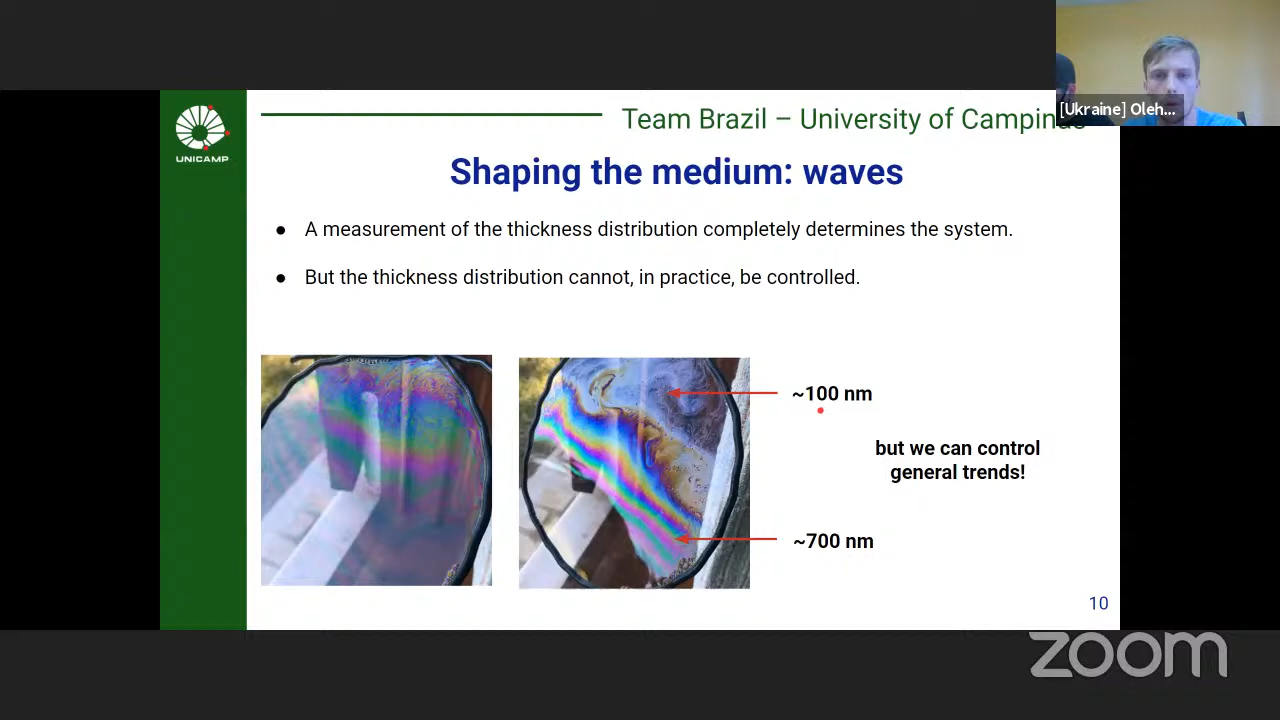 [Ukraine] Oleh...
UNICAMP
Team Brazil – University of Campinas
Shaping the medium: waves
● A measurement of the thickness distribution completely determines the system.
● But the thickness distribution cannot, in practice, be controlled.
~100 nm
but we can control
general trends!
~700 nm
10
zoom